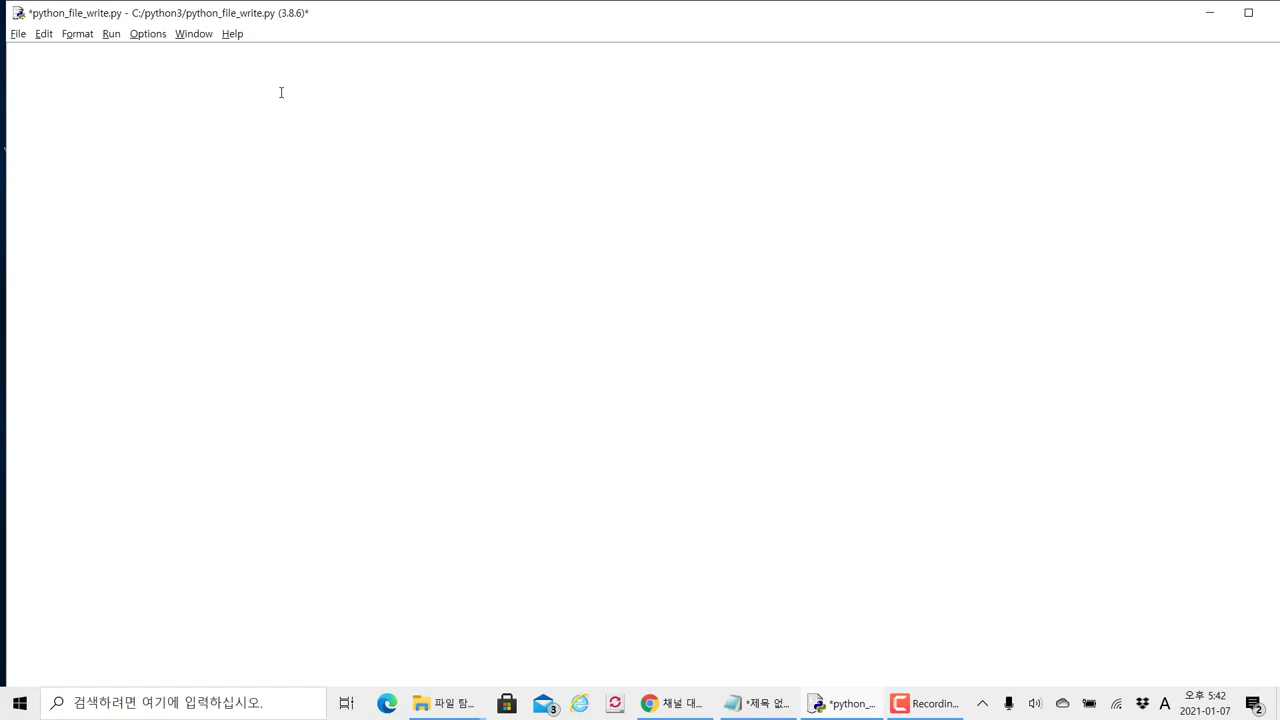 *python_file_write.py - C:/python3/python_file_write.py (3.8.6)*
File Edit Format Run Options Window Help
검색하려면 여기에 입력하십시오.
파일 탐...
3
채널 대...
*제목 없...
*python_...
Recordin...
A
오후 5:42
2021-01-07
2